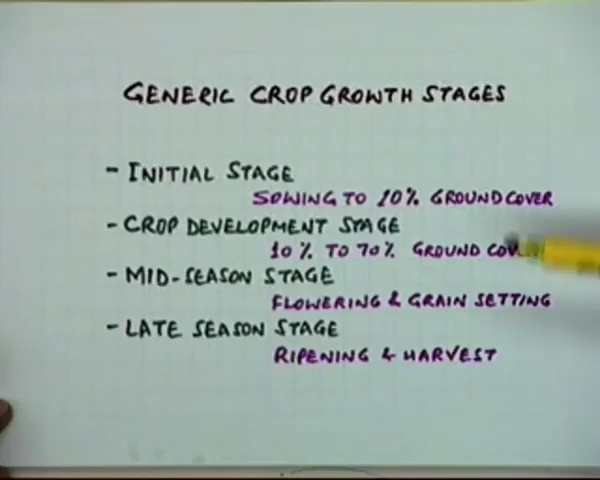 GENERIC CROP GROWTH STAGES
- INITIAL STAGE
SOWING TO 10% GROUND COVER
- CROP DEVELOPMENT STAGE
10% TO 70% GROUND
- MID-SEASON STAGE
FLOWERING & GRAIN SETTING
- LATE SEASON STAGE
RIPENING & HARVEST